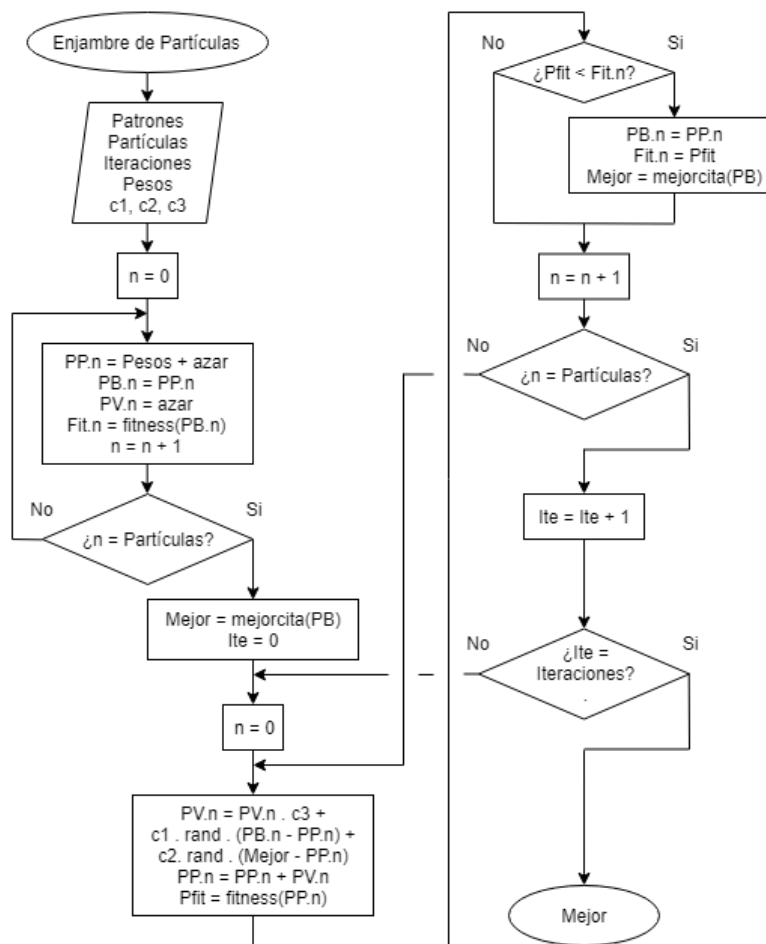 Enjambre de Partículas
Patrones
Partículas
Iteraciones
Pesos
c1, c2, c3
n = 0
PP.n = Pesos + azar
PB.n = PP.n
PV.n = azar
Fit.n = fitness(PB.n)
n = n + 1
No
Si
¿n = Partículas?
Mejor = mejorcita(PB)
Ite = 0
n = 0
PV.n = PV.n . c3 +
c1 . rand . (PB.n - PP.n) +
c2. rand . (Mejor - PP.n)
PP.n = PP.n + PV.n
Pfit = fitness(PP.n)
No
Si
¿Pfit < Fit.n?
PB.n = PP.n
Fit.n = Pfit
Mejor = mejorcita(PB)
n = n + 1
No
Si
¿n = Partículas?
Ite = Ite + 1
No
Si
¿Ite =
Iteraciones?
.
Mejor